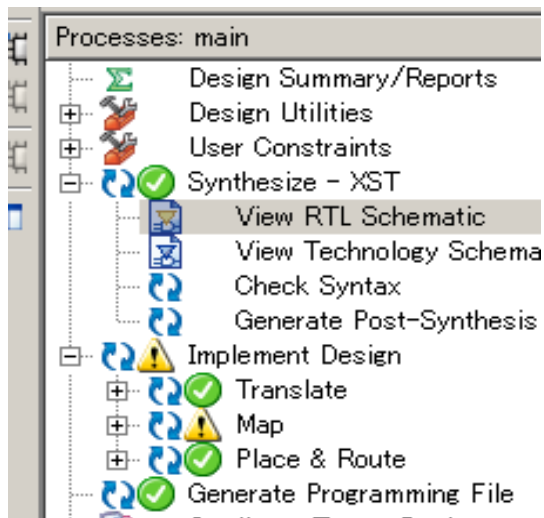 Processes: main
Design Summary/Reports
Design Utilities
User Constraints
Synthesize - XST
View RTL Schematic
View Technology Schema
Check Syntax
Generate Post-Synthesis
Implement Design
Translate
Map
Place & Route
Generate Programming File